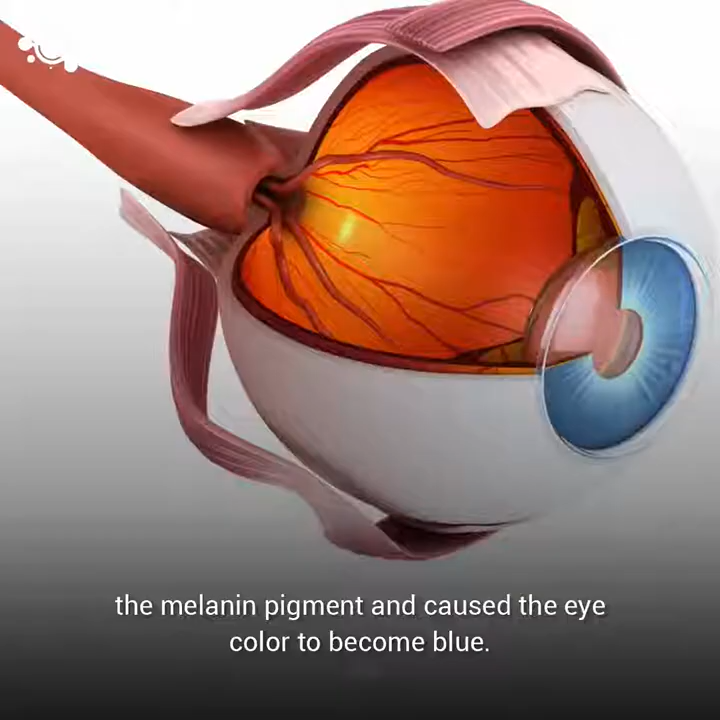 the melanin pigment and caused the eye
color to become blue.